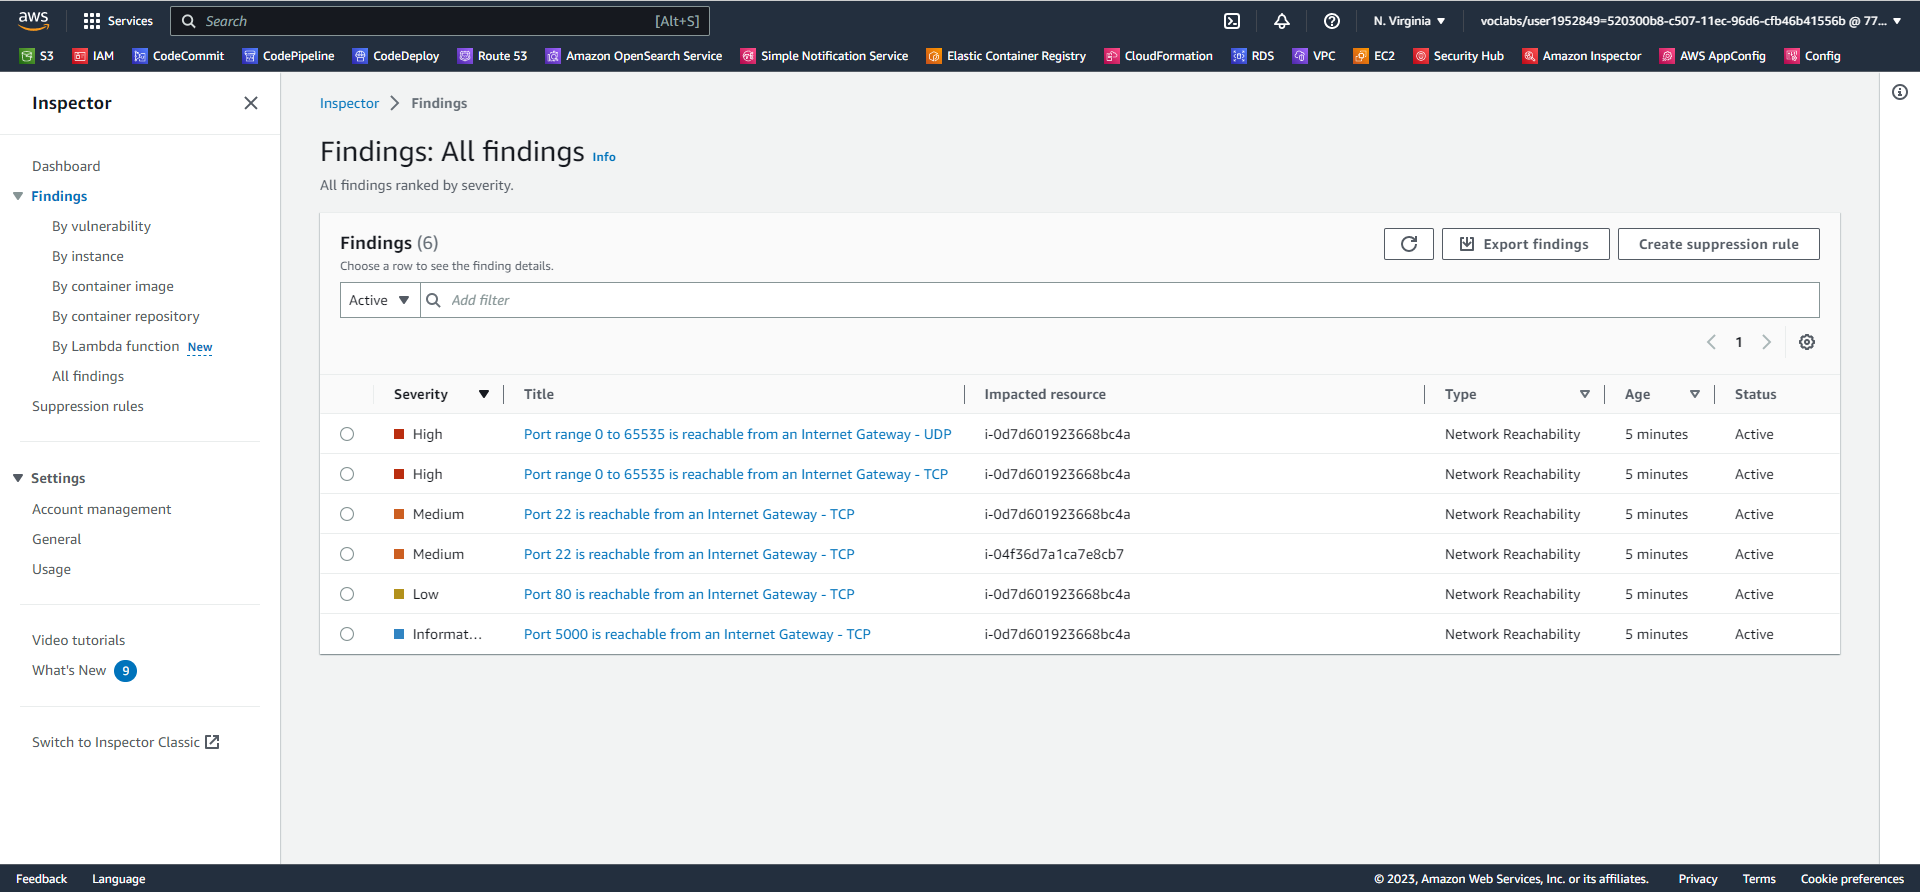 aws Services Search [Alt+S] N. Virginia voclabs/user1952849=520300b8-c507-11ec-96d6-cfb46b41556b @ 77...
S3 IAM CodeCommit CodePipeline CodeDeploy Route 53 Amazon OpenSearch Service Simple Notification Service Elastic Container Registry CloudFormation RDS VPC EC2 Security Hub Amazon Inspector AWS AppConfig Config
Inspector
Dashboard
Findings
By vulnerability
By instance
By container image
By container repository
By Lambda function New
All findings
Suppression rules
Settings
Account management
General
Usage
Video tutorials
What's New 9
Switch to Inspector Classic
Inspector Findings
Findings: All findings Info
All findings ranked by severity.
Findings (6)
Choose a row to see the finding details.
Export findings
Create suppression rule
Active Add filter
1
Severity Title Impacted resource Type Age Status
High Port range 0 to 65535 is reachable from an Internet Gateway - UDP i-0d7d601923668bc4a Network Reachability 5 minutes Active
High Port range 0 to 65535 is reachable from an Internet Gateway - TCP i-0d7d601923668bc4a Network Reachability 5 minutes Active
Medium Port 22 is reachable from an Internet Gateway - TCP i-0d7d601923668bc4a Network Reachability 5 minutes Active
Medium Port 22 is reachable from an Internet Gateway - TCP i-04f36d7a1ca7e8cb7 Network Reachability 5 minutes Active
Low Port 80 is reachable from an Internet Gateway - TCP i-0d7d601923668bc4a Network Reachability 5 minutes Active
Informat... Port 5000 is reachable from an Internet Gateway - TCP i-0d7d601923668bc4a Network Reachability 5 minutes Active
Feedback Language © 2023, Amazon Web Services, Inc. or its affiliates. Privacy Terms Cookie preferences